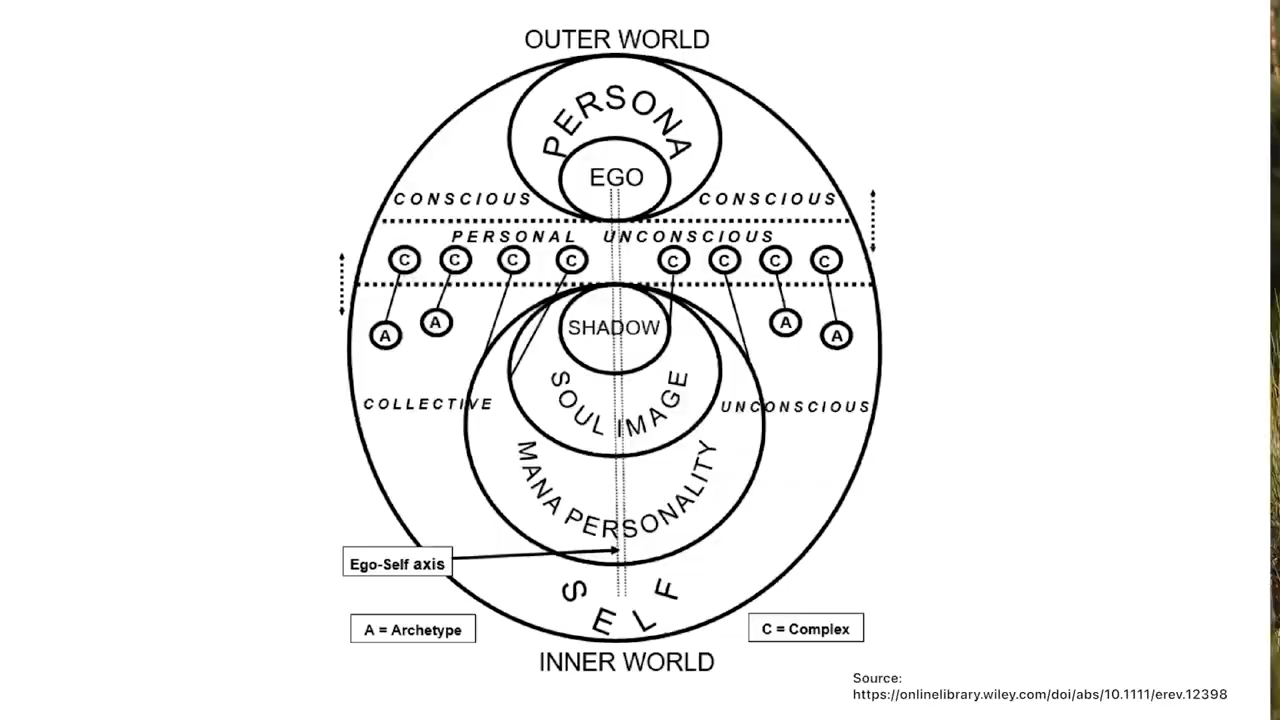 OUTER WORLD
PERSONA
EGO
CONSCIOUS CONSCIOUS
PERSONAL UNCONSCIOUS
C C C C C C C C
A A A A
SHADOW
SOUL IMAGE
COLLECTIVE UNCONSCIOUS
MANA PERSONALITY
Ego-Self axis
SELF
A = Archetype
C = Complex
INNER WORLD
Source:
https://onlinelibrary.wiley.com/doi/abs/10.1111/erev.12398